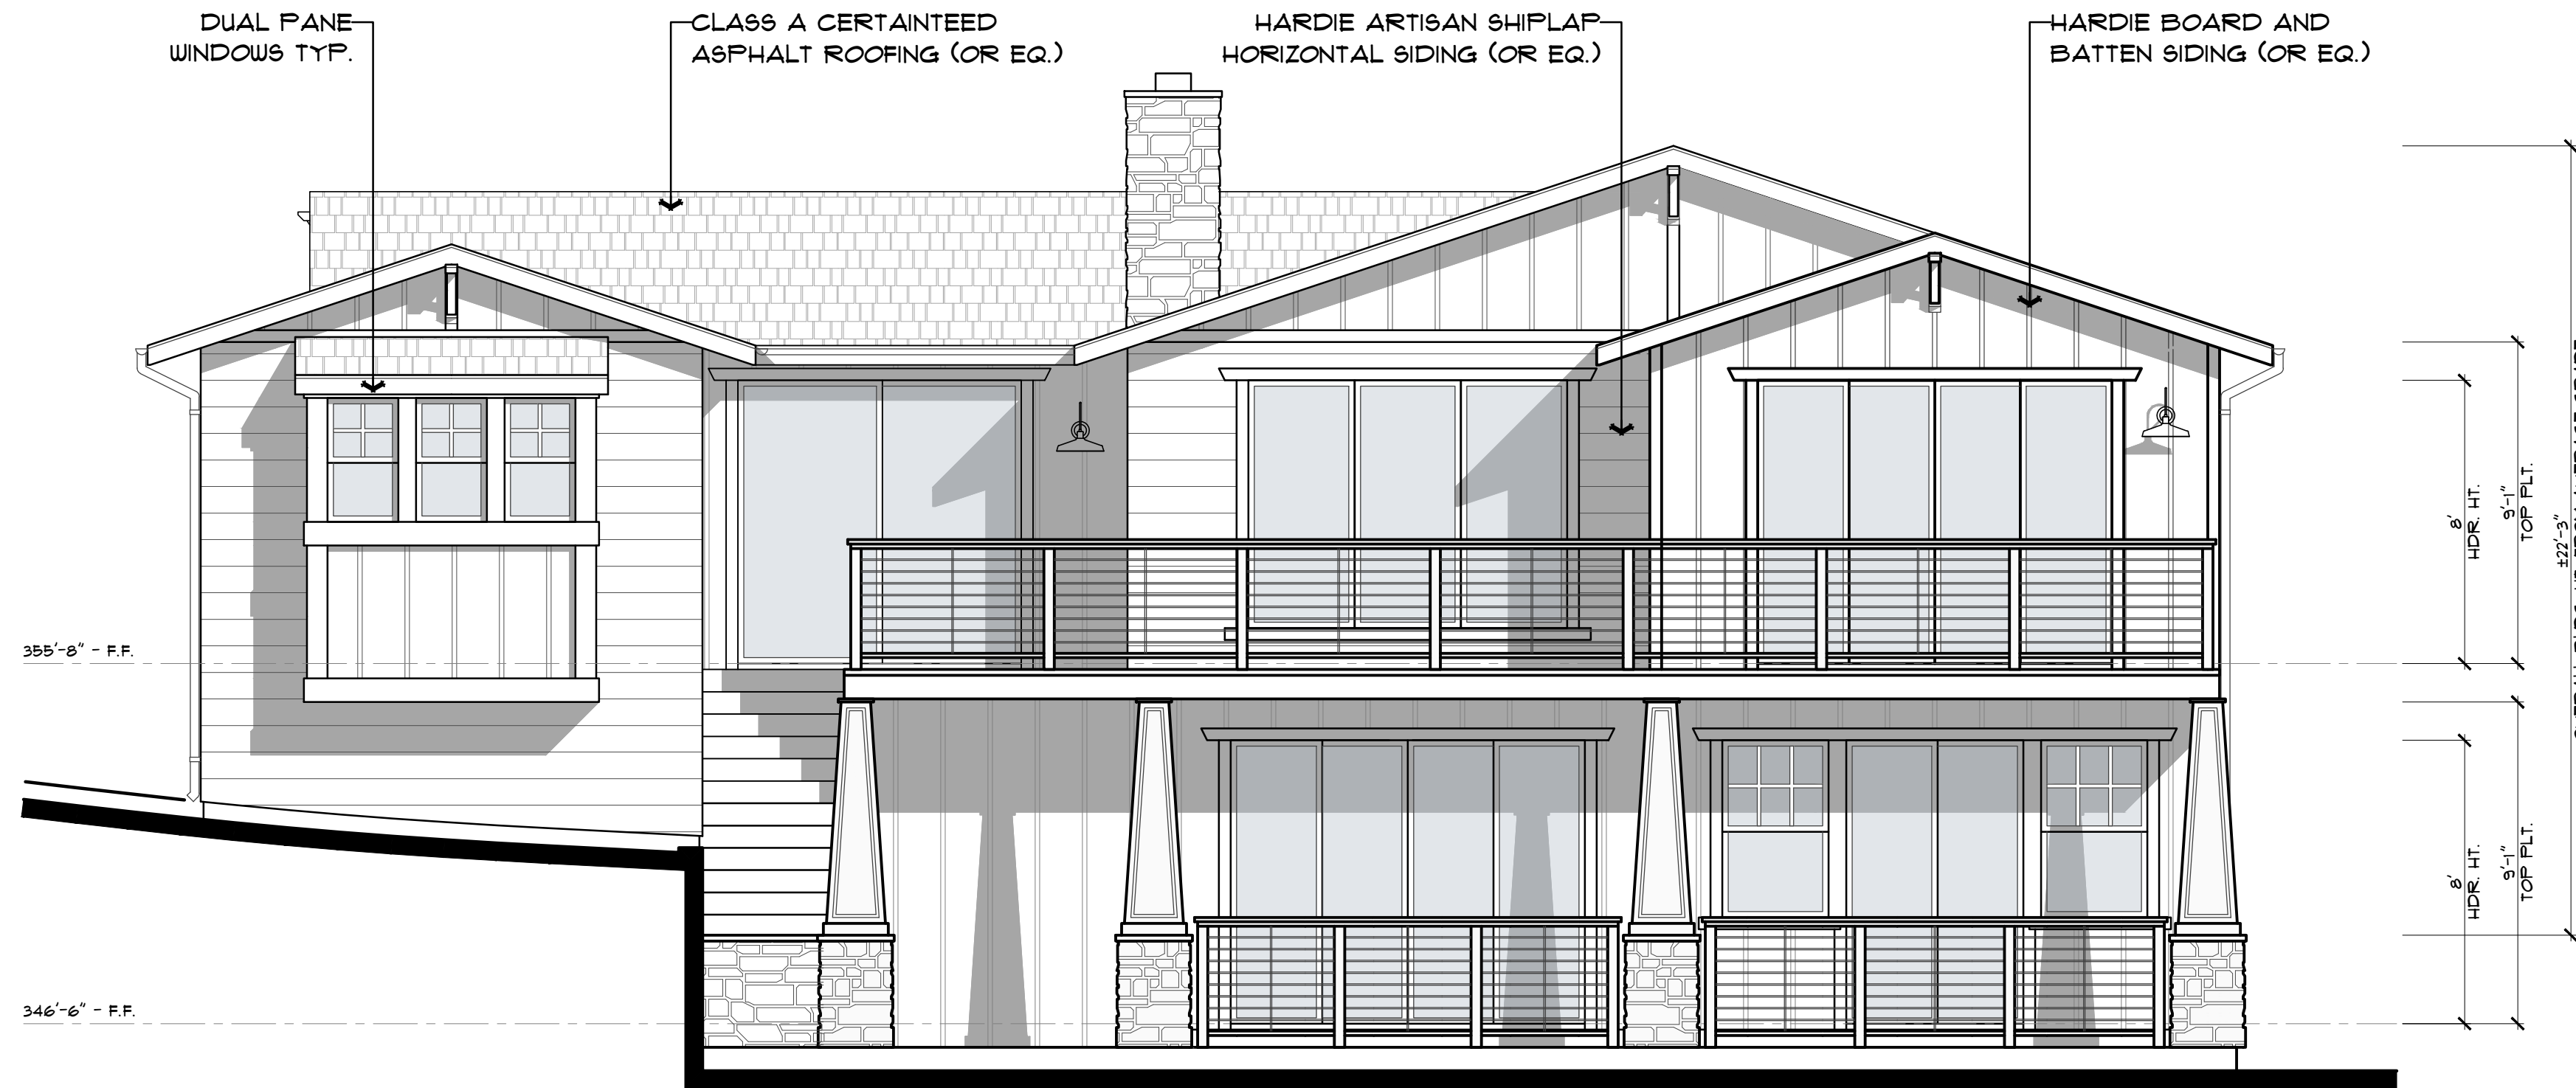 DUAL PANE
WINDOWS TYP.
CLASS A CERTAINTEED
ASPHALT ROOFING (OR EQ.)
HARDIE ARTISAN SHIPLAP
HORIZONTAL SIDING (OR EQ.)
HARDIE BOARD AND
BATTEN SIDING (OR EQ.)
355'-8" - F.F.
346'-6" - F.F.
8'
HDR. HT.
9'-1"
TOP PLT.
±22'-3"
8'
HDR. HT.
9'-1"
TOP PLT.